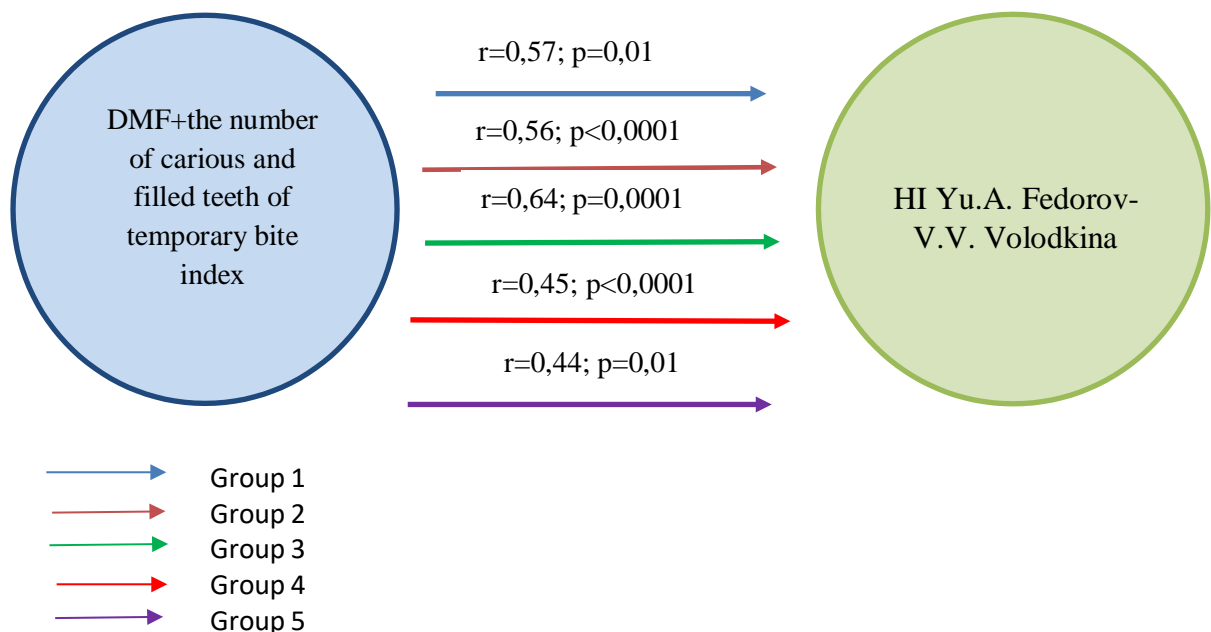 DMF+the number
of carious and
filled teeth of
temporary bite
index
r=0,57; p=0,01
r=0,56; p<0,0001
r=0,64; p=0,0001
r=0,45; p<0,0001
r=0,44; p=0,01
HI Yu.A. Fedorov-
V.V. Volodkina
Group 1
Group 2
Group 3
Group 4
Group 5